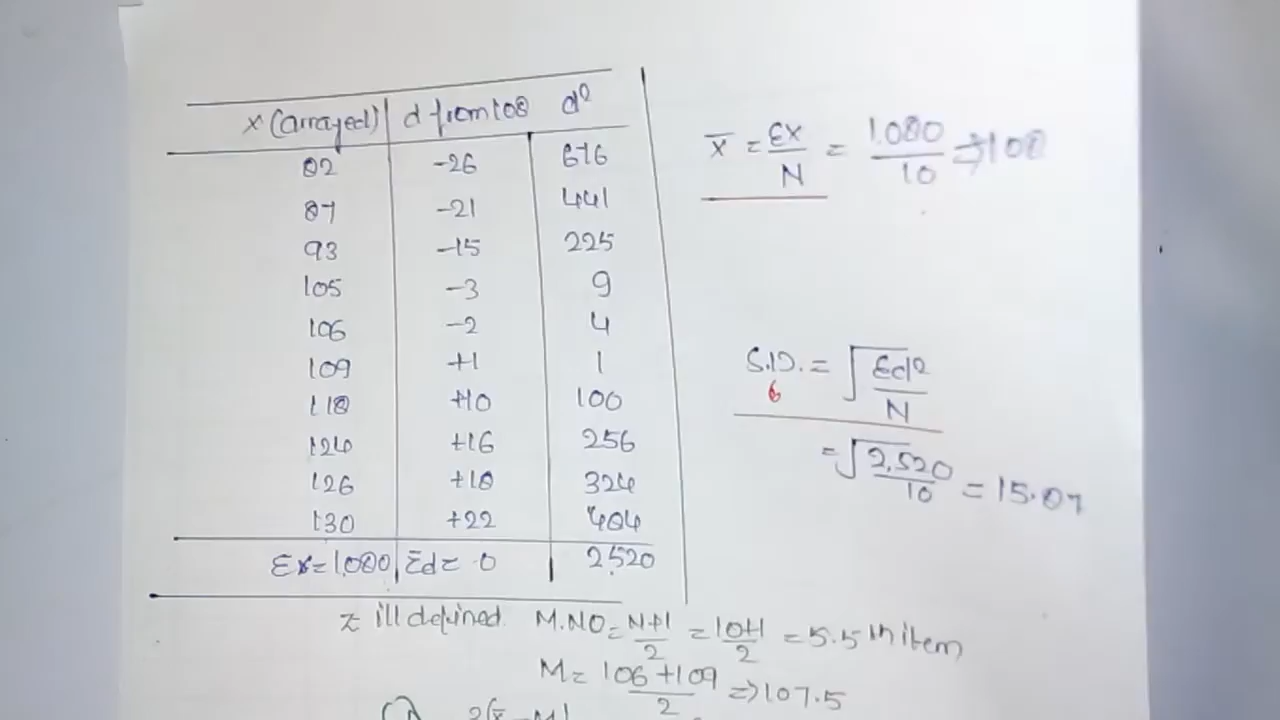 x (arrayed) d from 108 d²
82 -26 676
87 -21 441
93 -15 225
105 -3 9
106 -2 4
109 +1 1
118 +10 100
124 +16 256
126 +18 324
130 +22 484
Σx=1,080 Σd= 0 2,520
x̄ = Σx/N = 1,080/10 ⇒ 108
S.D. = √Σd²/N
6
= √2,520/10 = 15.87
Z ill defined. M.NO = N+1/2 = 10+1/2 = 5.5 th item
M = 106+109/2 ⇒ 107.5